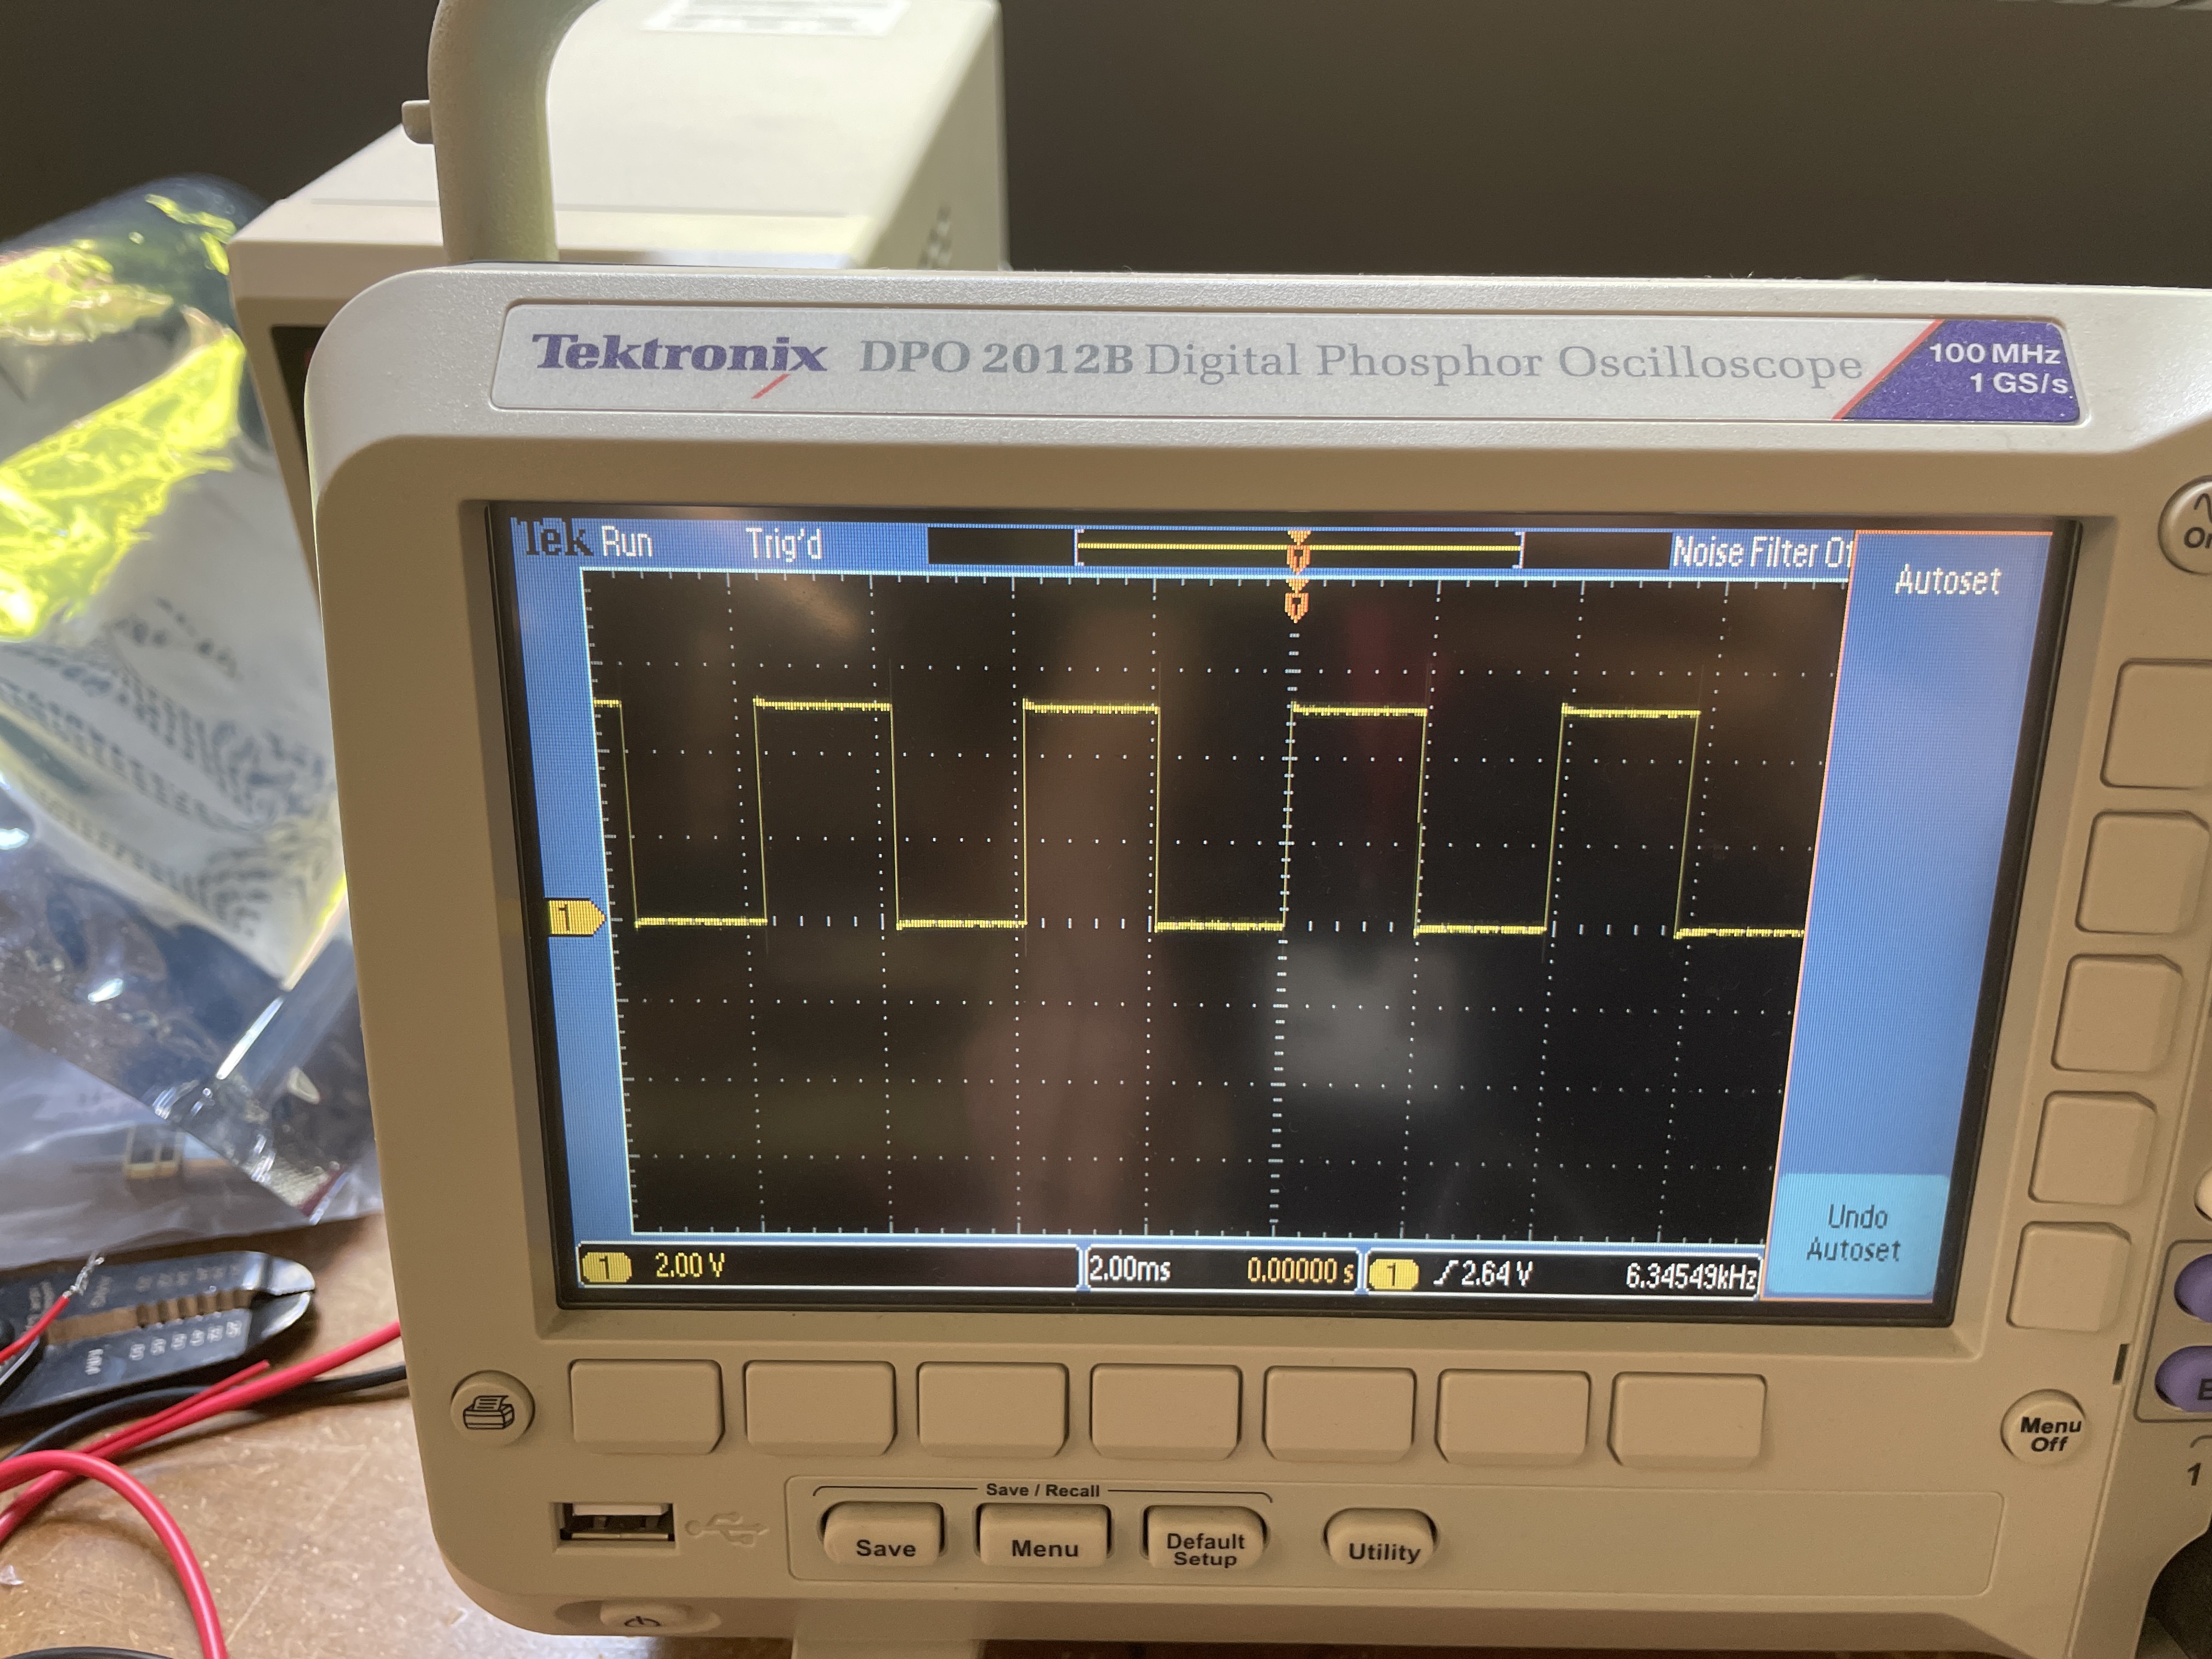 Tektronix DPO 2012B Digital Phosphor Oscilloscope
100 MHz
1 GS/s
Tek Run Trig'd Noise Filter Of
Autoset
1
Undo
Autoset
1 2.00 V 2.00ms 0.00000 s 1 2.64 V 6.34549kHz
Menu
Off
1
Save / Recall
Save
Menu
Default
Setup
Utility